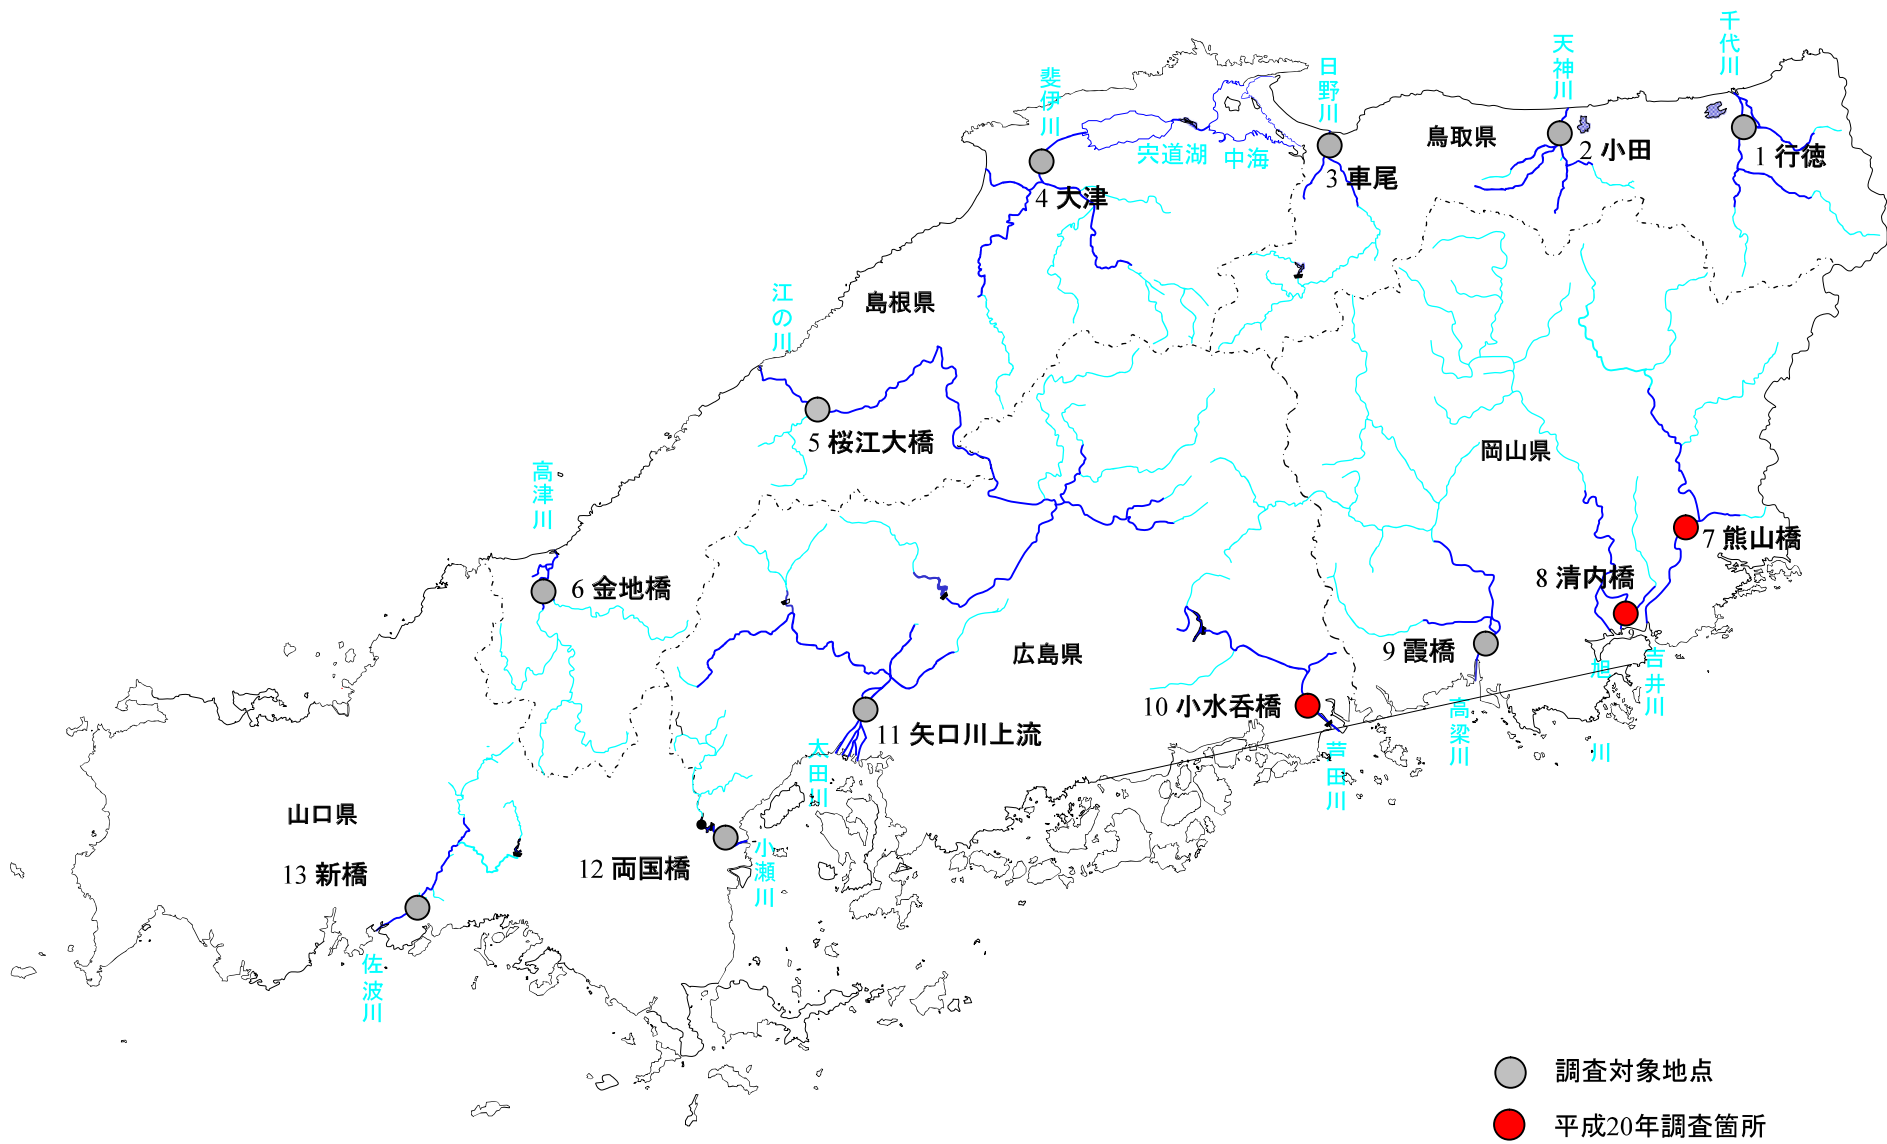 千代川
天神川
日野川
斐伊川
鳥取県
宍道湖
中海
1 行徳
2 小田
3 車尾
4 大津
島根県
江の川
5 桜江大橋
岡山県
高津川
7 熊山橋
8 清内橋
6 金地橋
広島県
9 霞橋
吉井川
旭川
高梁川
10 小水呑橋
11 矢口川上流
太田川
芦田川
山口県
12 両国橋
小瀬川
13 新橋
佐波川
調査対象地点
平成20年調査箇所